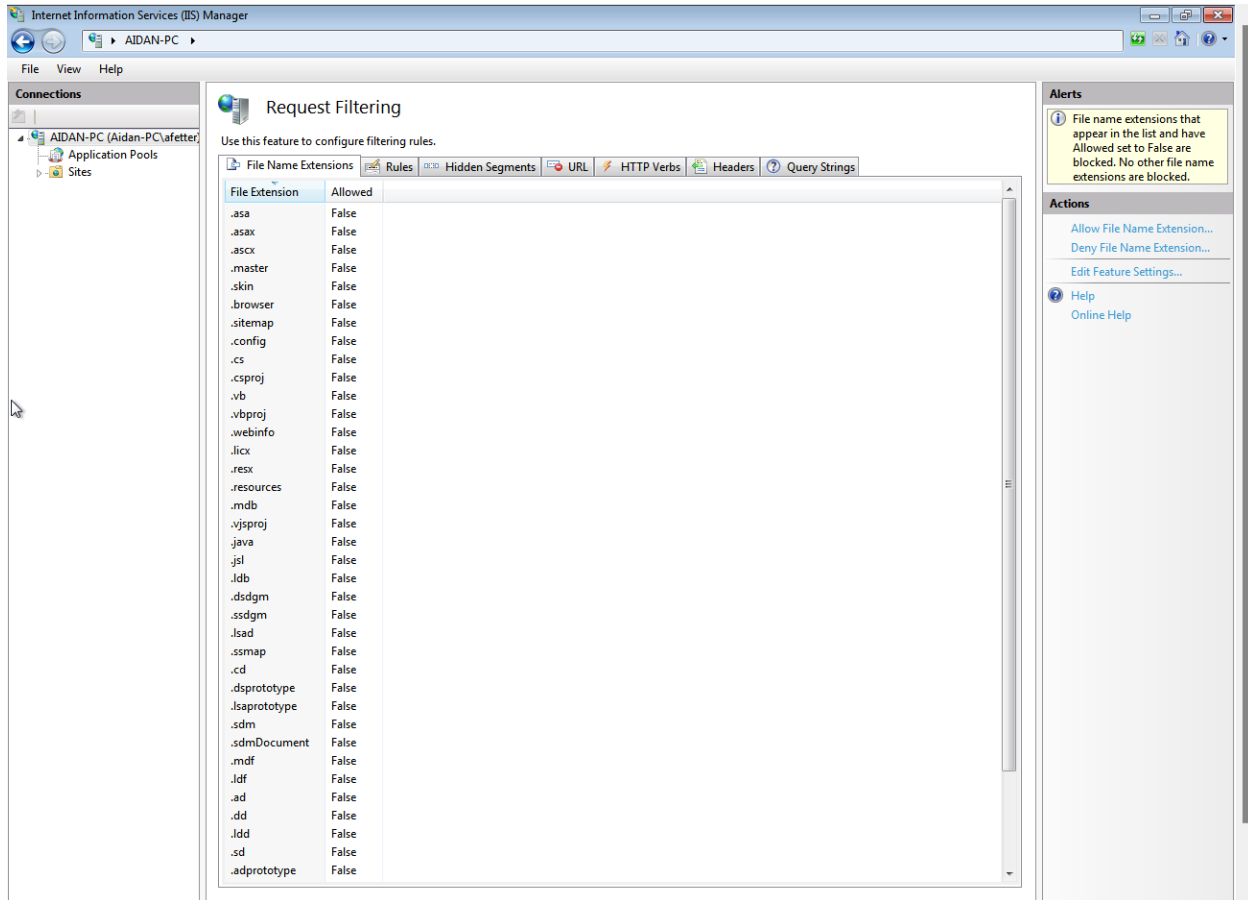 Internet Information Services (IIS) Manager
AIDAN-PC
File View Help
Connections
AIDAN-PC (Aidan-PC\afetter)
Application Pools
Sites
Request Filtering
Use this feature to configure filtering rules.
File Name Extensions Rules Hidden Segments URL HTTP Verbs Headers Query Strings
File Extension Allowed
.asa False
.asax False
.ascx False
.master False
.skin False
.browser False
.sitemap False
.config False
.cs False
.csproj False
.vb False
.vbproj False
.webinfo False
.licx False
.resx False
.resources False
.mdb False
.vjsproj False
.java False
.jsl False
.ldb False
.dsdgm False
.ssdgm False
.lsad False
.ssmap False
.cd False
.dsprototype False
.lsaprototype False
.sdm False
.sdmDocument False
.mdf False
.ldf False
.ad False
.dd False
.ldd False
.sd False
.adprototype False
Alerts
File name extensions that
appear in the list and have
Allowed set to False are
blocked. No other file name
extensions are blocked.
Actions
Allow File Name Extension...
Deny File Name Extension...
Edit Feature Settings...
Help
Online Help